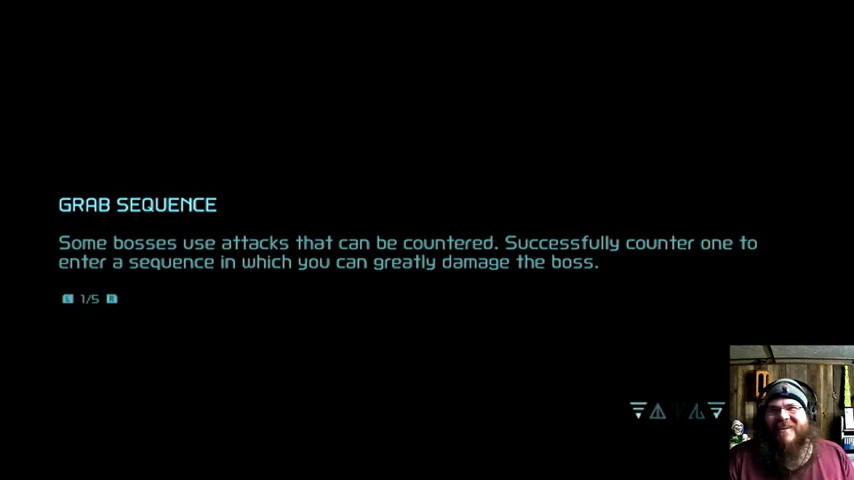 GRAB SEQUENCE
Some bosses use attacks that can be countered. Successfully counter one to
enter a sequence in which you can greatly damage the boss.
L 1/5 R